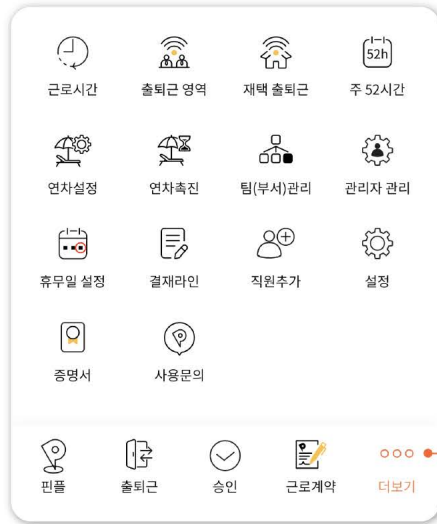 52h
근로시간 출퇴근 영역 재택 출퇴근 주 52시간
연차설정 연차촉진 팀(부서)관리 관리자 관리
휴무일 설정 결재라인 직원추가 설정
증명서 사용문의
핀플 출퇴근 승인 근로계약 더보기